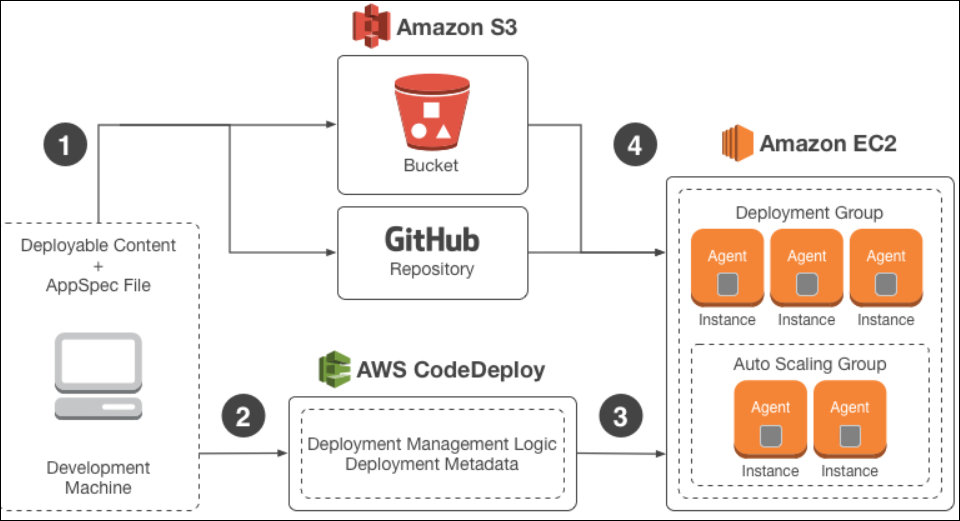 Amazon S3
1
Bucket
4
Amazon EC2
GitHub
Repository
Deployable Content
+
AppSpec File
Development
Machine
2
AWS CodeDeploy
Deployment Management Logic
Deployment Metadata
3
Deployment Group
Agent Agent Agent
Instance Instance Instance
Auto Scaling Group
Agent Agent
Instance Instance